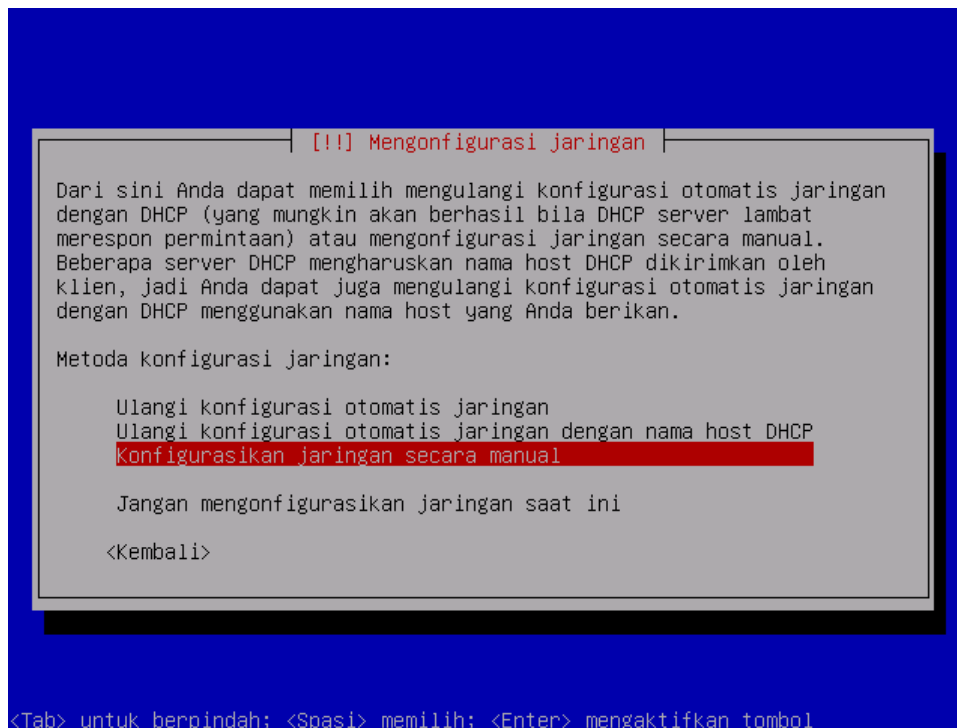 [!!] Mengonfigurasi jaringan
Dari sini Anda dapat memilih mengulangi konfigurasi otomatis jaringan
dengan DHCP (yang mungkin akan berhasil bila DHCP server lambat
merespon permintaan) atau mengonfigurasi jaringan secara manual.
Beberapa server DHCP mengharuskan nama host DHCP dikirimkan oleh
klien, jadi Anda dapat juga mengulangi konfigurasi otomatis jaringan
dengan DHCP menggunakan nama host yang Anda berikan.
Metoda konfigurasi jaringan:
Ulangi konfigurasi otomatis jaringan
Ulangi konfigurasi otomatis jaringan dengan nama host DHCP
Konfigurasikan jaringan secara manual
Jangan mengonfigurasikan jaringan saat ini
<Kembali>
<Tab> untuk berpindah; <Spasi> memilih; <Enter> mengaktifkan tombol